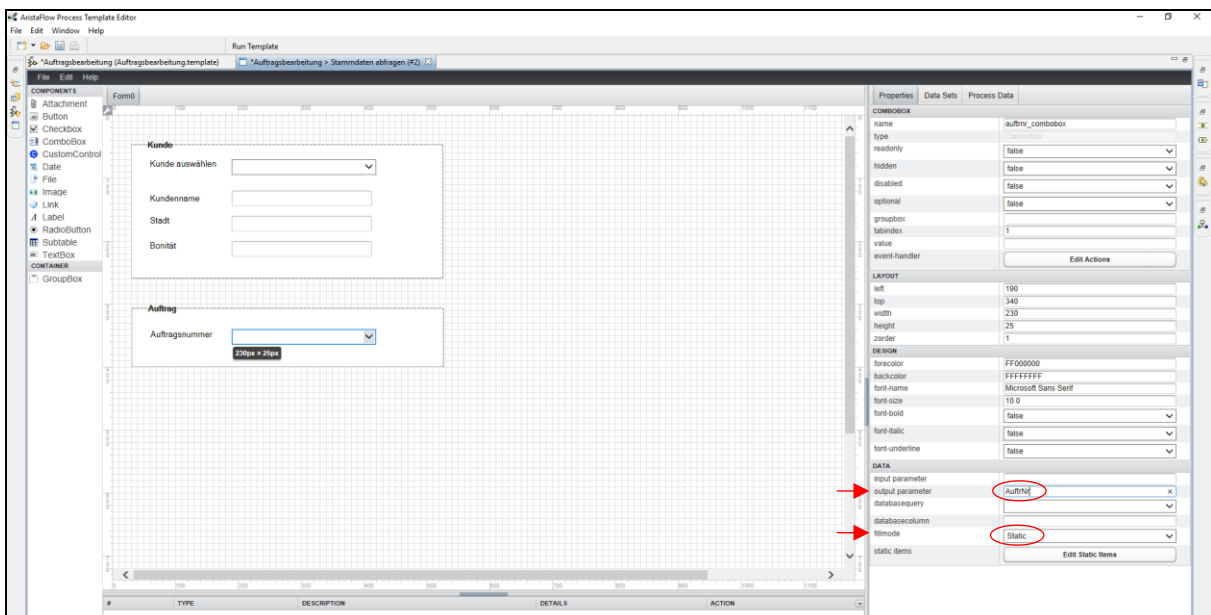 AristaFlow Process Template Editor
File Edit Window Help
Run Template
*Auftragsbearbeitung (Auftragsbearbeitung.template) *Auftragsbearbeitung > Stammdaten abfragen (#2)
File Edit Help
COMPONENTS
Attachment
Button
Checkbox
ComboBox
CustomControl
Date
File
Image
Link
Label
RadioButton
Subtable
TextBox
CONTAINER
GroupBox
Form0
Kunde
Kunde auswählen
Kundenname
Stadt
Bonität
Auftrag
Auftragsnummer
230px × 25px
# TYPE DESCRIPTION DETAILS ACTION
Properties Data Sets Process Data
COMBOBOX
name auftrnr_combobox
type ComboBox
readonly false
hidden false
disabled false
optional false
groupbox
tabindex 1
value
event-handler Edit Actions
LAYOUT
left 190
top 340
width 230
height 25
zorder 1
DESIGN
forecolor FF000000
backcolor FFFFFFFF
font-name Microsoft Sans Serif
font-size 10.0
font-bold false
font-italic false
font-underline false
DATA
input parameter
output parameter AuftrNr
databasequery
databasecolumn
fillmode Static
static items Edit Static Items